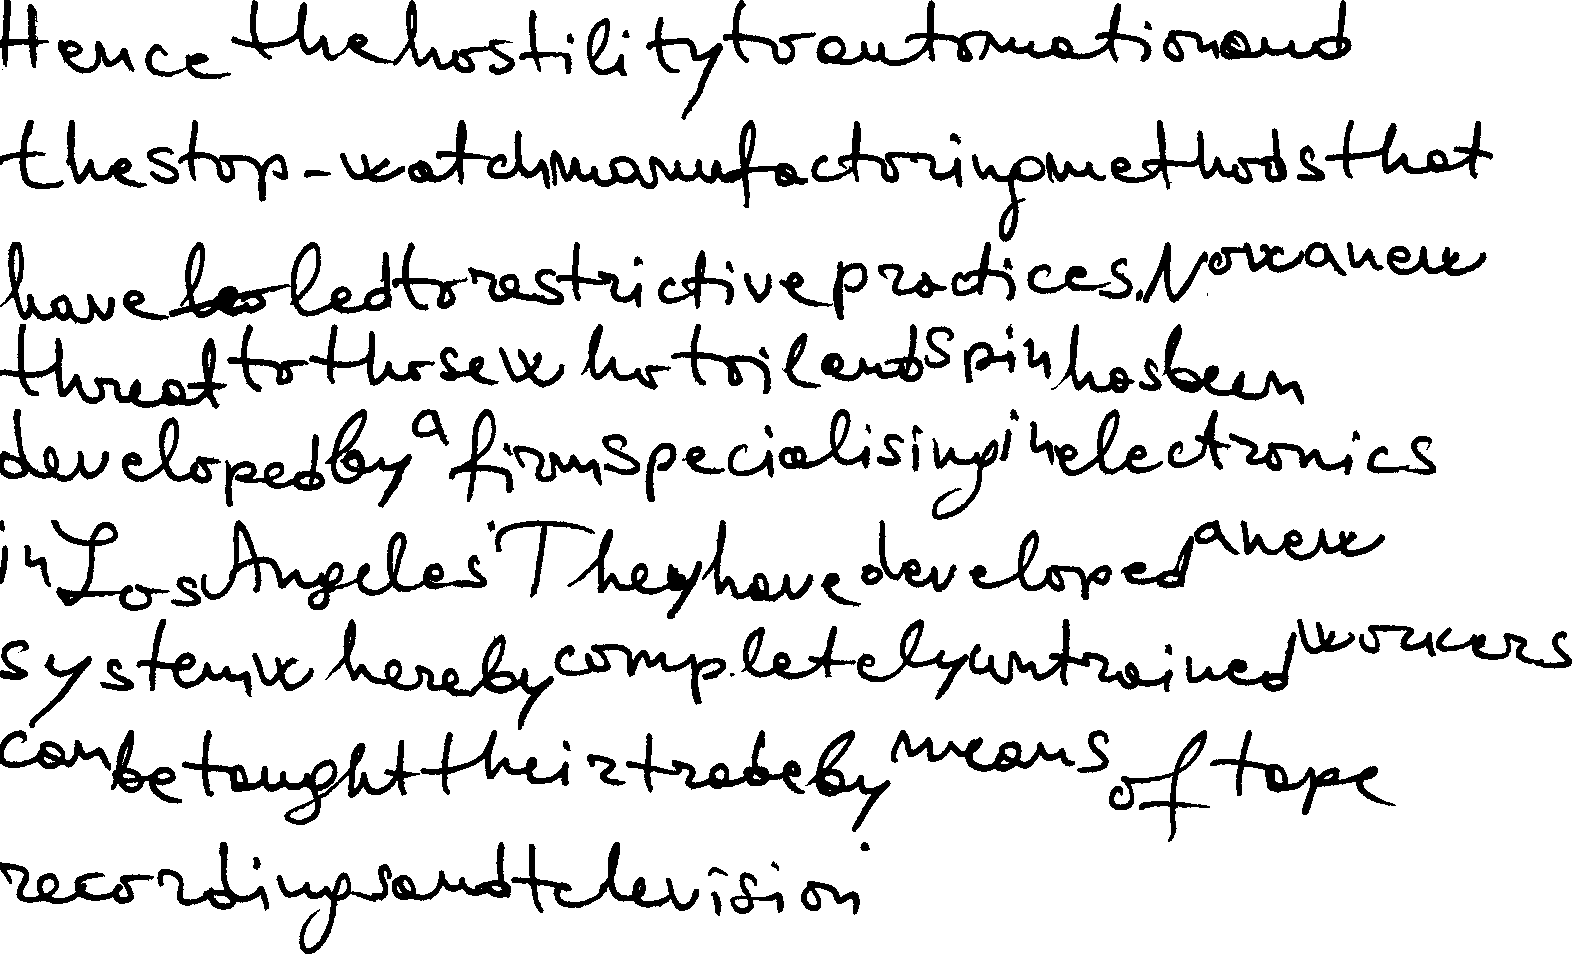 Hence the hostility to automation and
the stop-watch manufactoring methods that
have led to restrictive practices. Now a new
threat to those who toil and spin has been
developed by a firm specialising in electronics
in Los Angeles. They have developed a new
system whereby completely untrained workers
can be taught their trade by means of tape
recordings and television.